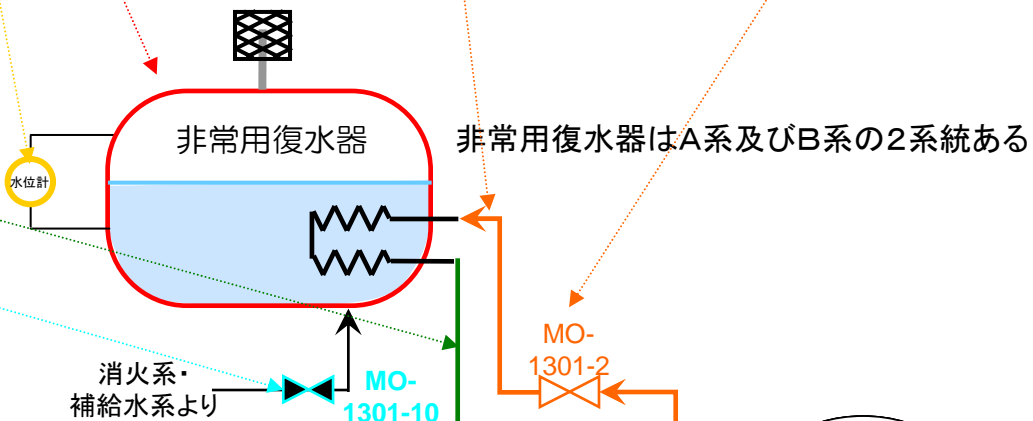 非常用復水器
非常用復水器はA系及びB系の2系統ある
水位計
MO-
1301-2
消火系・
補給水系より
MO-
1301-10